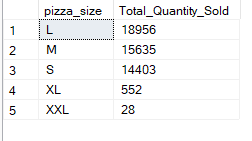 pizza_size Total_Quantity_Sold
1 L 18956
2 M 15635
3 S 14403
4 XL 552
5 XXL 28